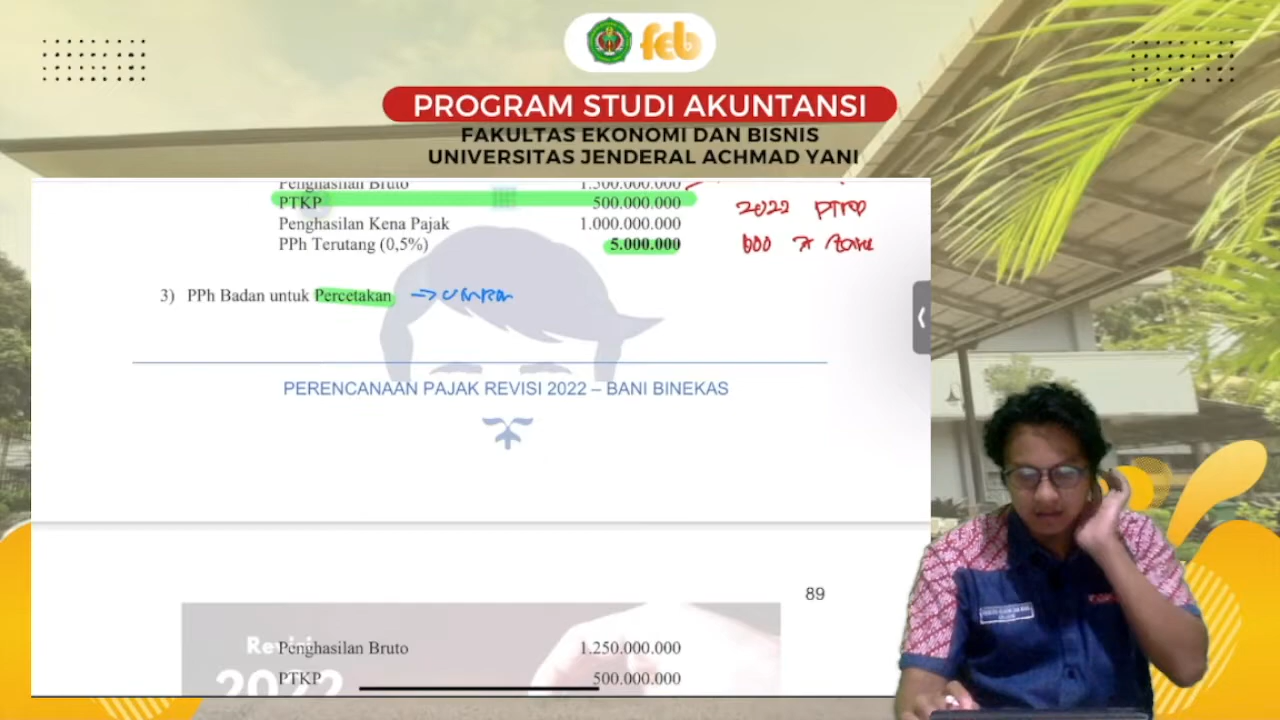 feb
PROGRAM STUDI AKUNTANSI
FAKULTAS EKONOMI DAN BISNIS
UNIVERSITAS JENDERAL ACHMAD YANI
Penghasilan Bruto 1.500.000.000
PTKP 500.000.000
2022 PTKP
Penghasilan Kena Pajak 1.000.000.000
PPh Terutang (0,5%) 5.000.000
3) PPh Badan untuk Percetakan
PERENCANAAN PAJAK REVISI 2022 – BANI BINEKAS
89
Penghasilan Bruto 1.250.000.000
2022
PTKP 500.000.000